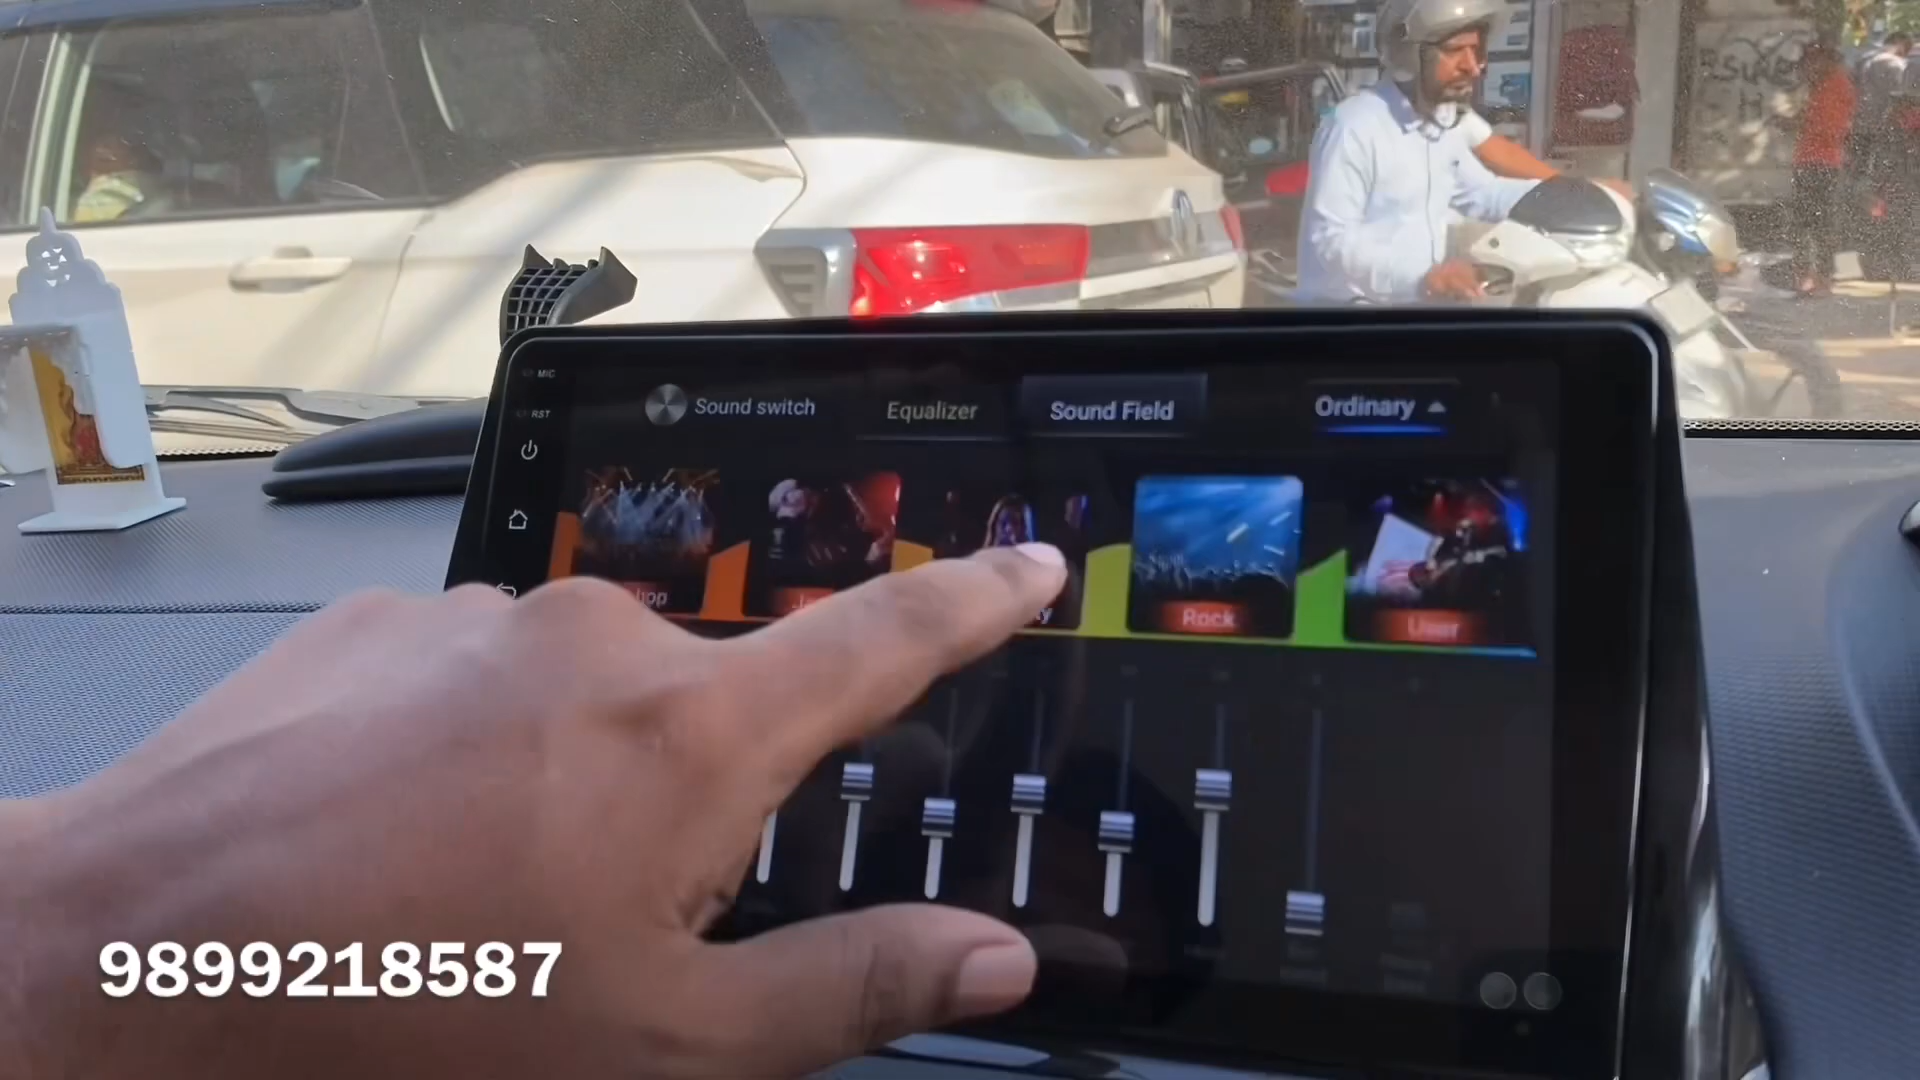 MIC
RST
Sound switch
Equalizer
Sound Field
Ordinary
Rock
User
9899218587